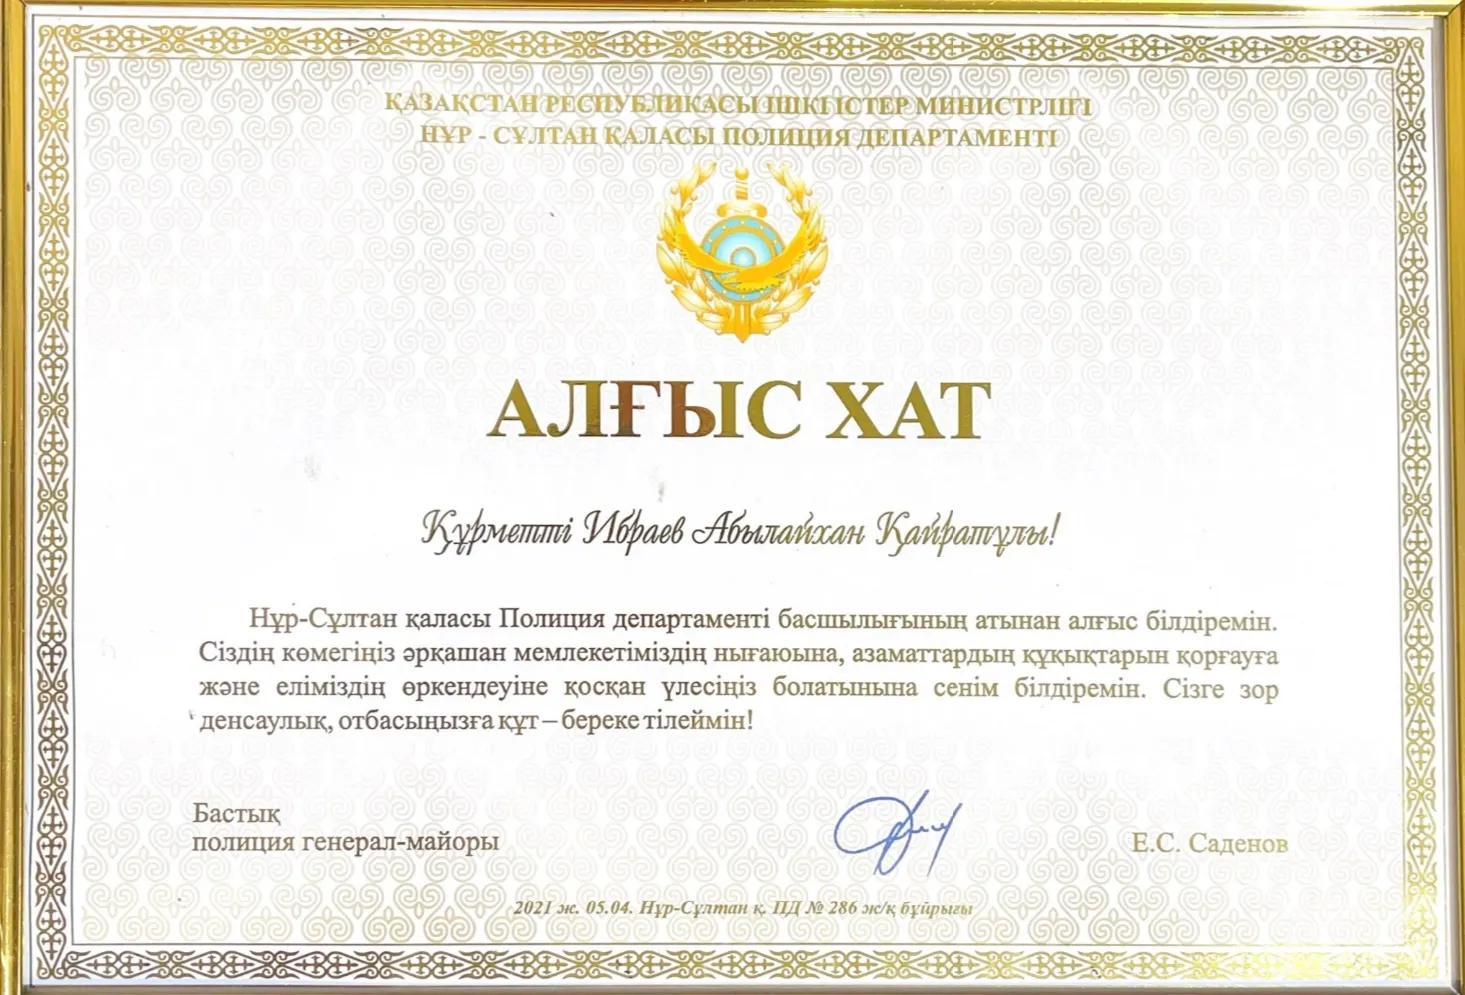 ҚАЗАҚСТАН РЕСПУБЛИКАСЫ ІШКІ ІСТЕР МИНИСТРЛІГІ
НҰР - СҰЛТАН ҚАЛАСЫ ПОЛИЦИЯ ДЕПАРТАМЕНТІ
АЛҒЫС ХАТ
Құрметті Ибраев Абылайхан Қайратұлы!
Нұр-Сұлтан қаласы Полиция департаменті басшылығының атынан алғыс білдіремін.
Сіздің көмегіңіз әрқашан мемлекетіміздің нығаюына, азаматтардың құқықтарын қорғауға
және еліміздің өркендеуіне қосқан үлесіңіз болатынына сенім білдіремін. Сізге зор
денсаулық, отбасыңызға құт – береке тілеймін!
Бастық
полиция генерал-майоры
Е.С. Саденов
2021 ж. 05.04. Нұр-Сұлтан қ. ПД № 286 ж/қ бұйрығы